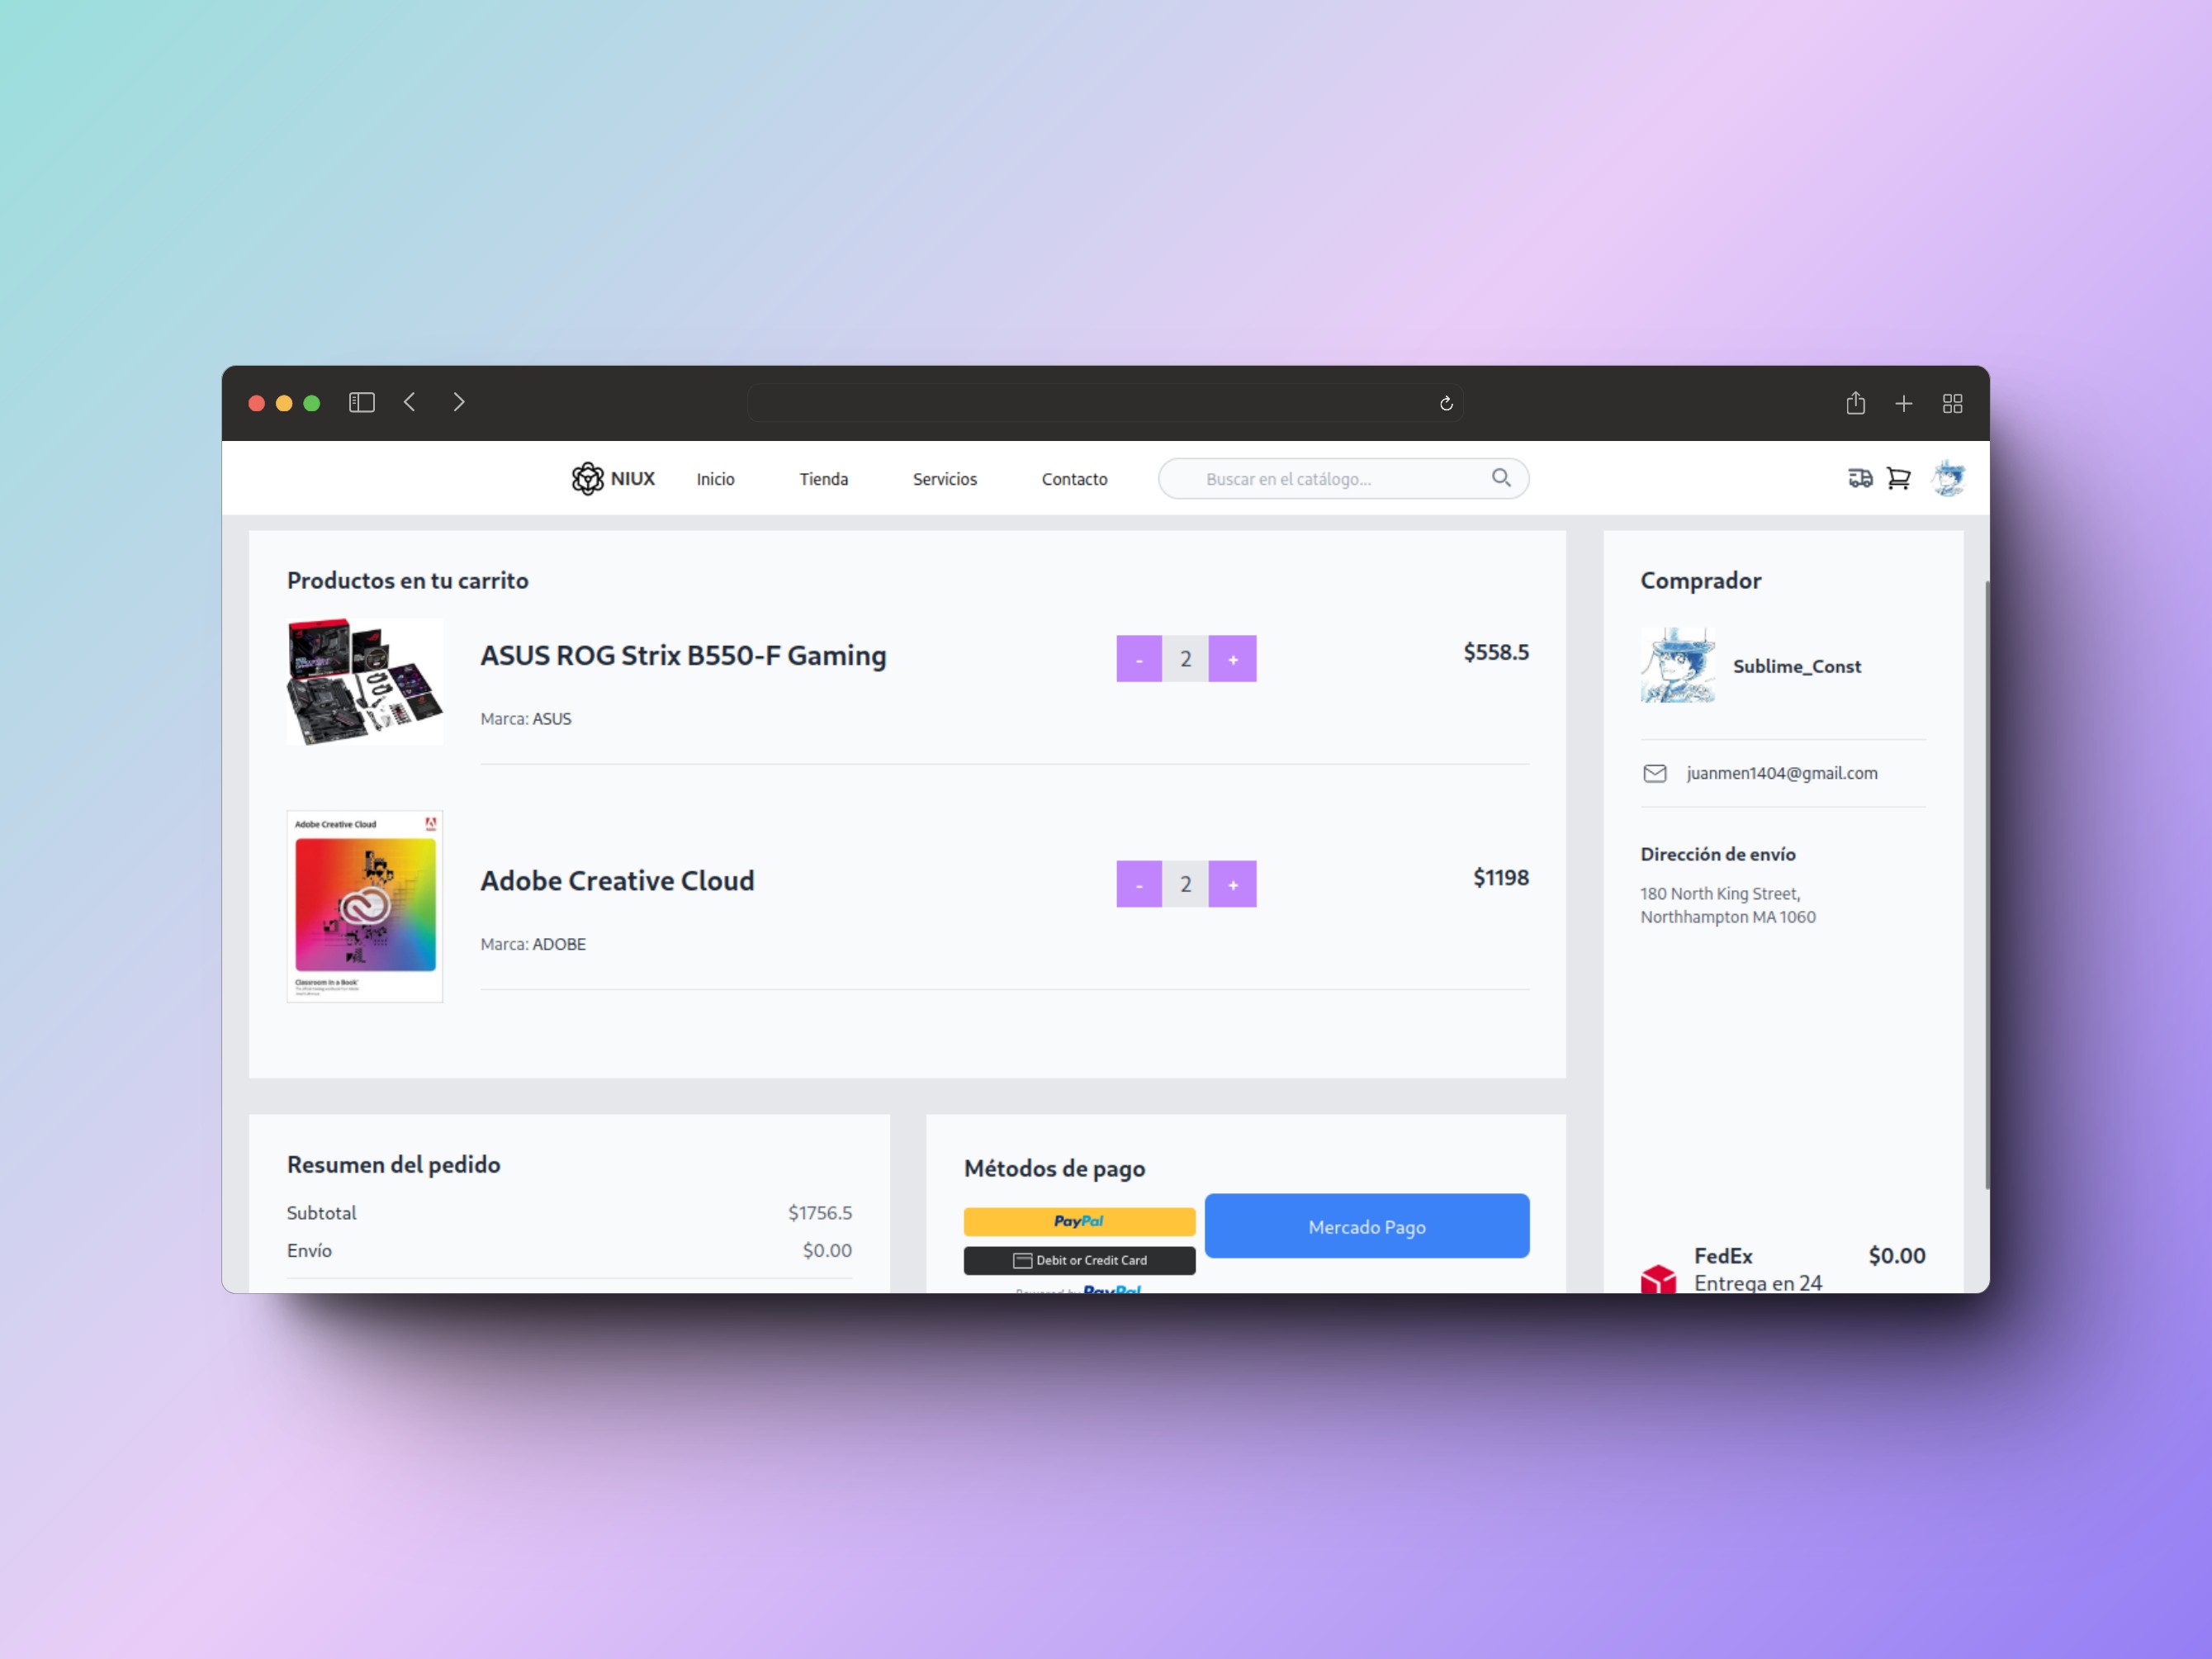 NIUX
Inicio
Tienda
Servicios
Contacto
Buscar en el catálogo...
Productos en tu carrito
ASUS ROG Strix B550-F Gaming
-
2
+
$558.5
Marca: ASUS
Adobe Creative Cloud
Classroom in a Book
Adobe Creative Cloud
-
2
+
$1198
Marca: ADOBE
Comprador
Sublime_Const
juanmen1404@gmail.com
Dirección de envío
180 North King Street,
Northhampton MA 1060
FedEx
$0.00
Entrega en 24
Resumen del pedido
Subtotal
$1756.5
Envío
$0.00
Métodos de pago
PayPal
Mercado Pago
Debit or Credit Card
Powered by PayPal